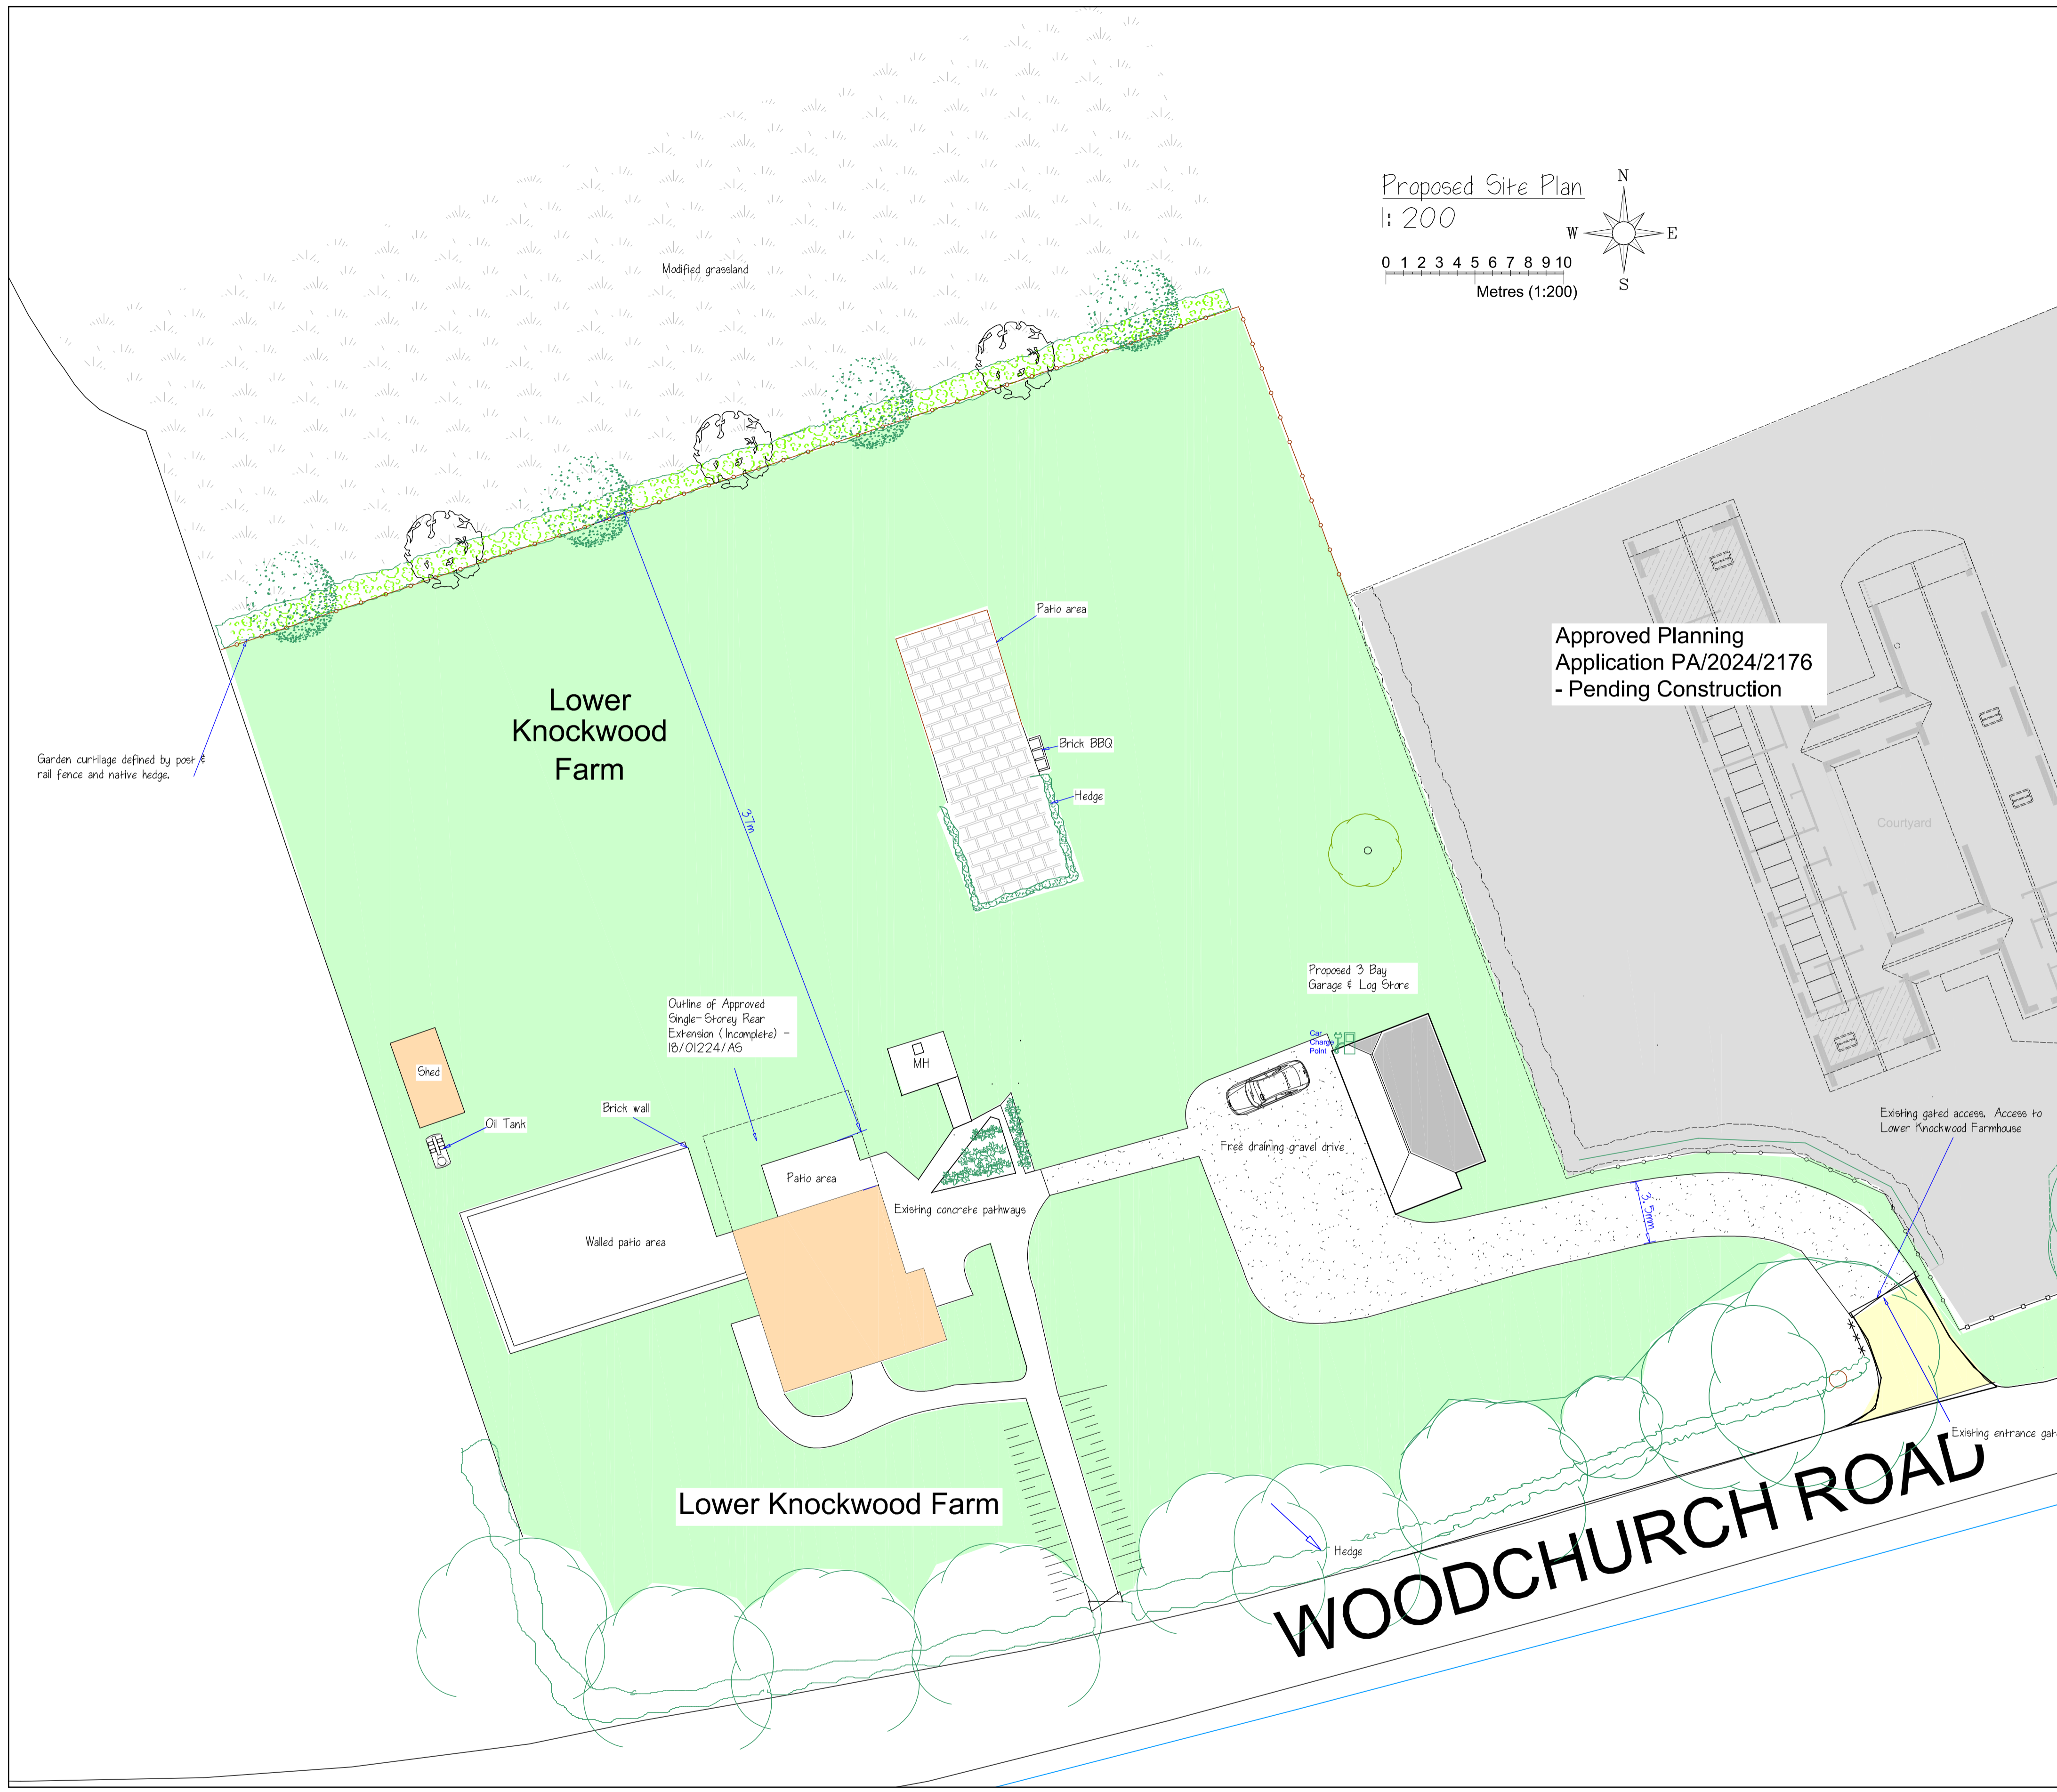 Proposed Site Plan
1:200
N
W
E
S
0 1 2 3 4 5 6 7 8 9 10
Metres (1:200)
Modified grassland
Garden curtilage defined by post &
rail fence and native hedge.
Lower
Knockwood
Farm
37m
Patio area
Brick BBQ
Hedge
Approved Planning
Application PA/2024/2176
- Pending Construction
Courtyard
Proposed 3 Bay
Garage & Log Store
Car
Charge
Point
Outline of Approved
Single-Storey Rear
Extension (Incomplete) -
18/01224/AS
Shed
Oil Tank
Brick wall
MH
Patio area
Walled patio area
Existing concrete pathways
Free draining gravel drive
3.5mm
Existing gated access. Access to
Lower Knockwood Farmhouse
Existing entrance gat
Lower Knockwood Farm
Hedge
WOODCHURCH ROAD